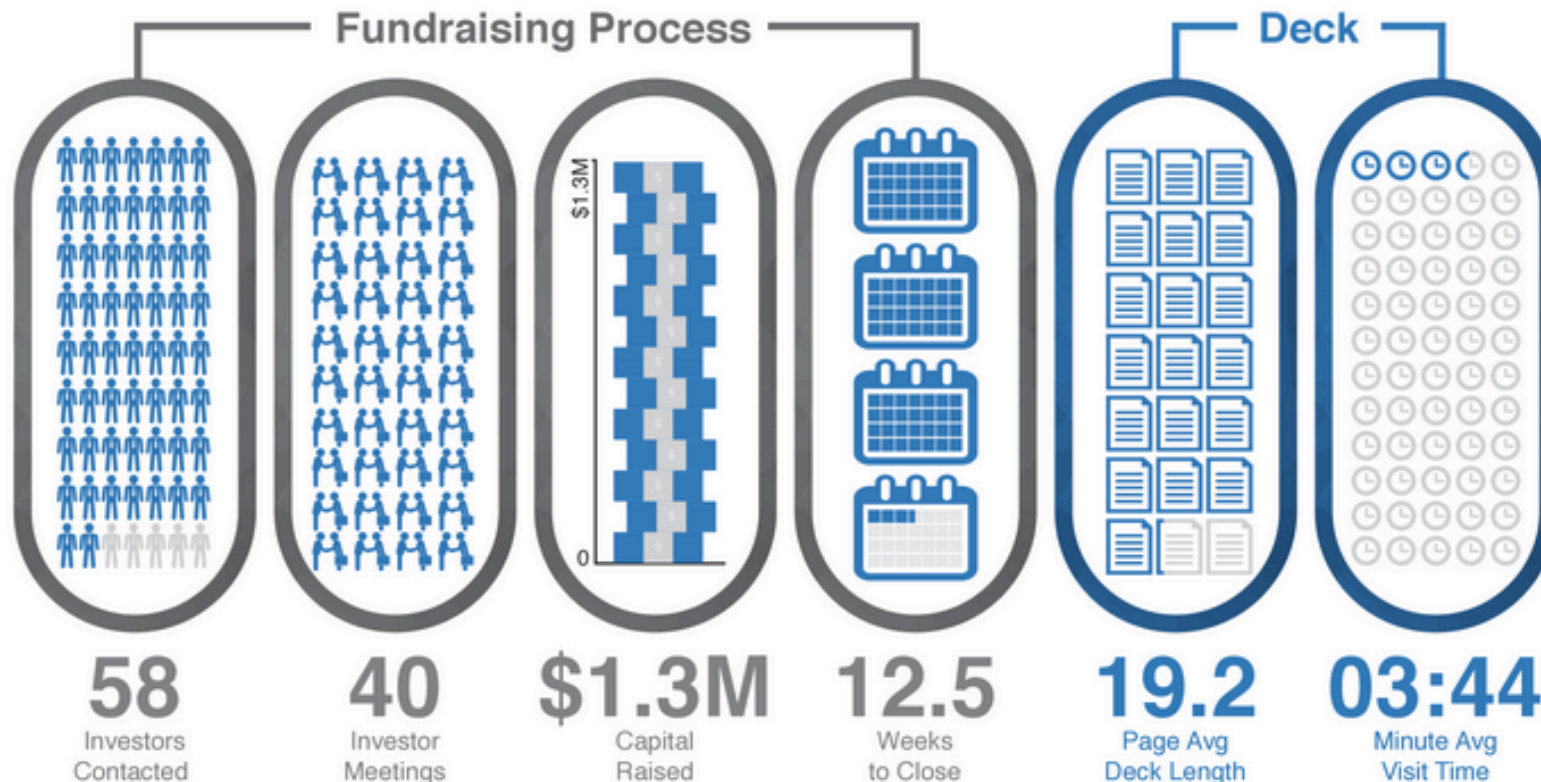 Fundraising Process
Deck
$1.3M
0
58
Investors
Contacted
40
Investor
Meetings
$1.3M
Capital
Raised
12.5
Weeks
to Close
19.2
Page Avg
Deck Length
03:44
Minute Avg
Visit Time